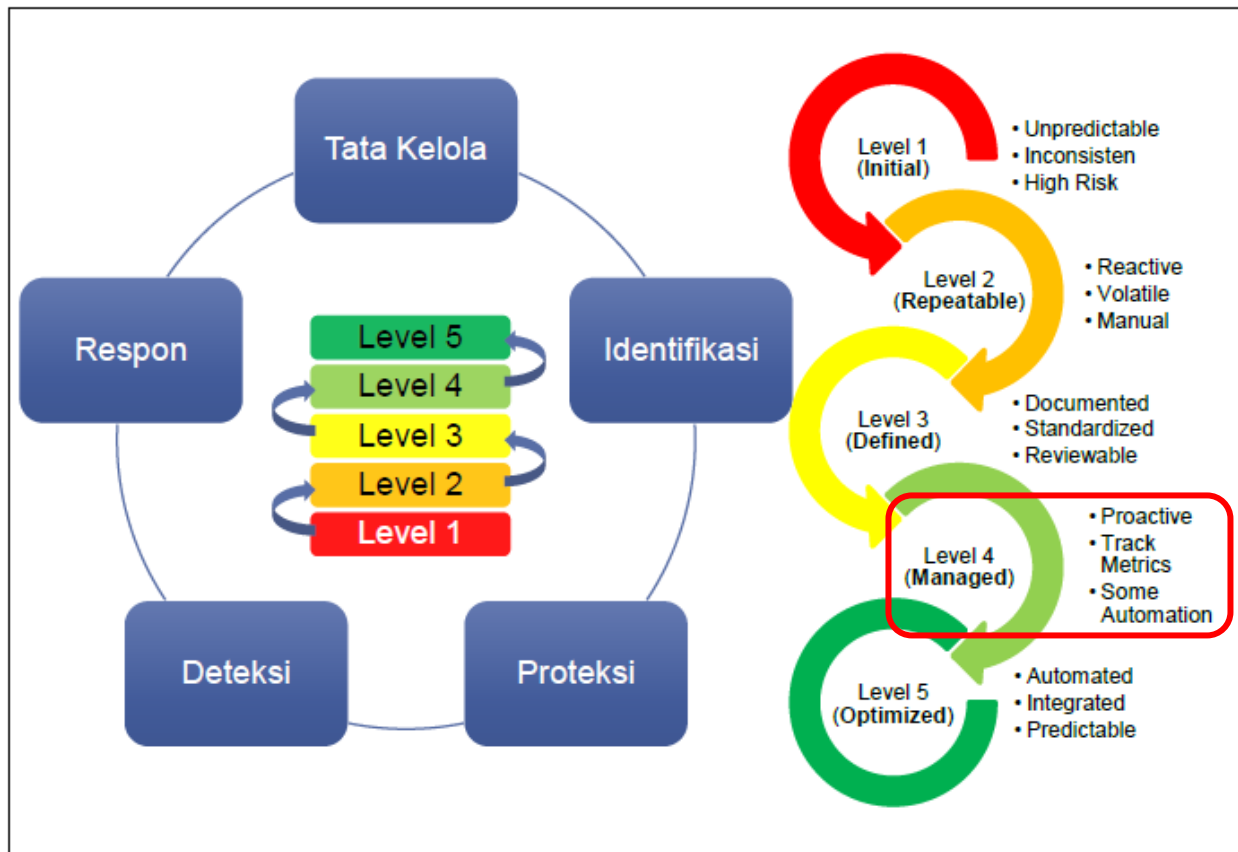 Tata Kelola
Respon
Identifikasi
Level 5
Level 4
Level 3
Level 2
Level 1
Deteksi
Proteksi
Level 1
(Initial)
• Unpredictable
• Inconsisten
• High Risk
Level 2
(Repeatable)
• Reactive
• Volatile
• Manual
Level 3
(Defined)
• Documented
• Standardized
• Reviewable
Level 4
(Managed)
• Proactive
• Track
Metrics
• Some
Automation
Level 5
(Optimized)
• Automated
• Integrated
• Predictable